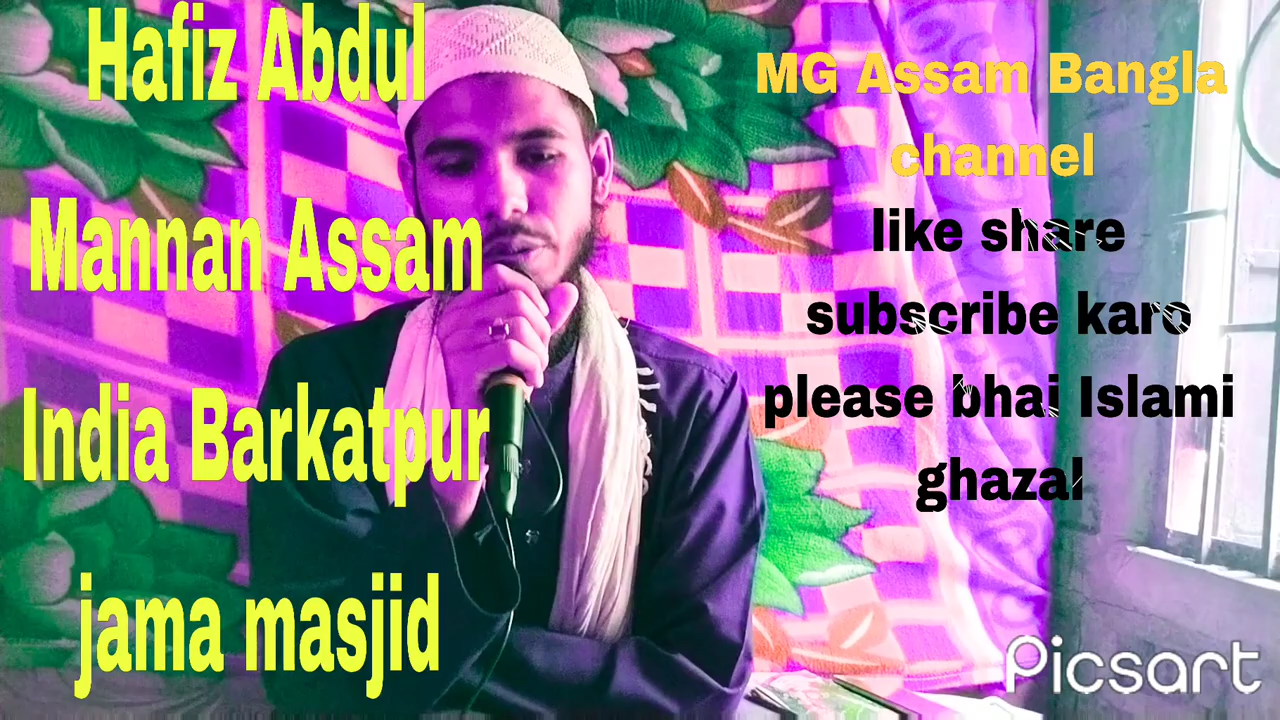 Hafiz Abdul
Mannan Assam
India Barkatpur
jama masjid
MG Assam Bangla
channel
like share
subscribe karo
please bhai Islami
ghazal
Picsart